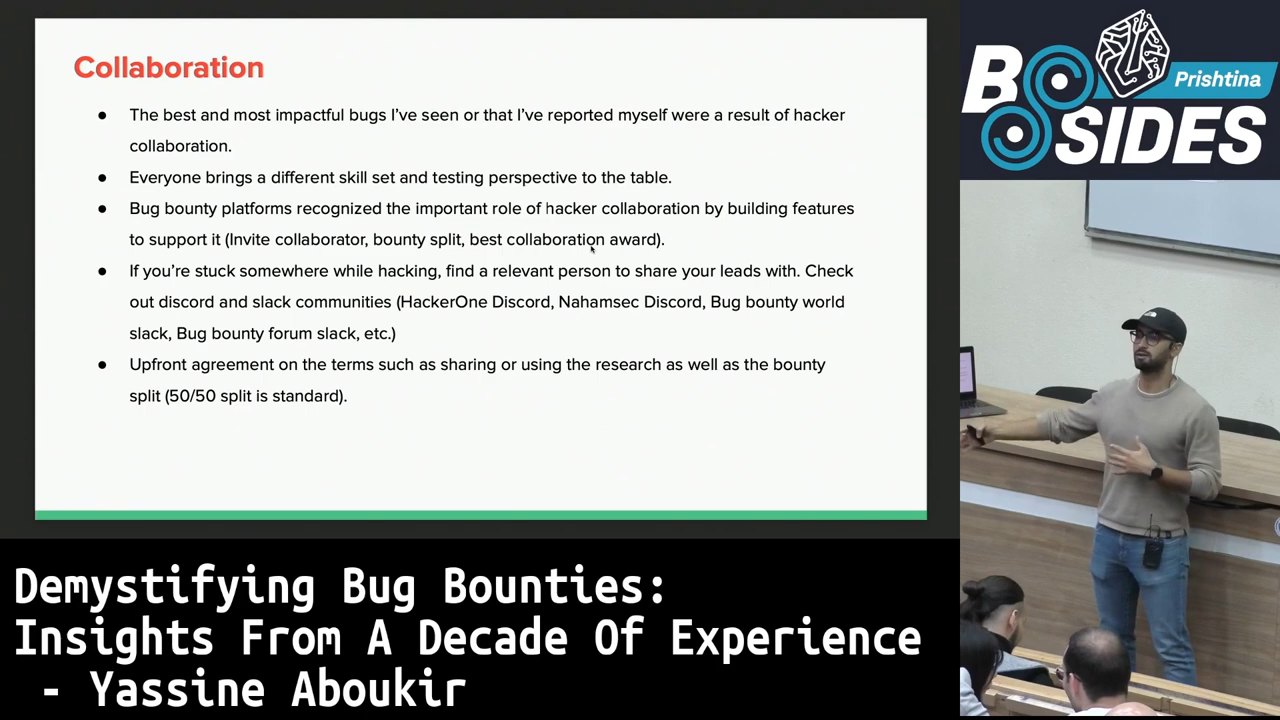 Collaboration
● The best and most impactful bugs I’ve seen or that I’ve reported myself were a result of hacker
collaboration.
● Everyone brings a different skill set and testing perspective to the table.
● Bug bounty platforms recognized the important role of hacker collaboration by building features
to support it (Invite collaborator, bounty split, best collaboration award).
● If you’re stuck somewhere while hacking, find a relevant person to share your leads with. Check
out discord and slack communities (HackerOne Discord, Nahamsec Discord, Bug bounty world
slack, Bug bounty forum slack, etc.)
● Upfront agreement on the terms such as sharing or using the research as well as the bounty
split (50/50 split is standard).
BSIDES
Prishtina
Demystifying Bug Bounties:
Insights From A Decade Of Experience
- Yassine Aboukir